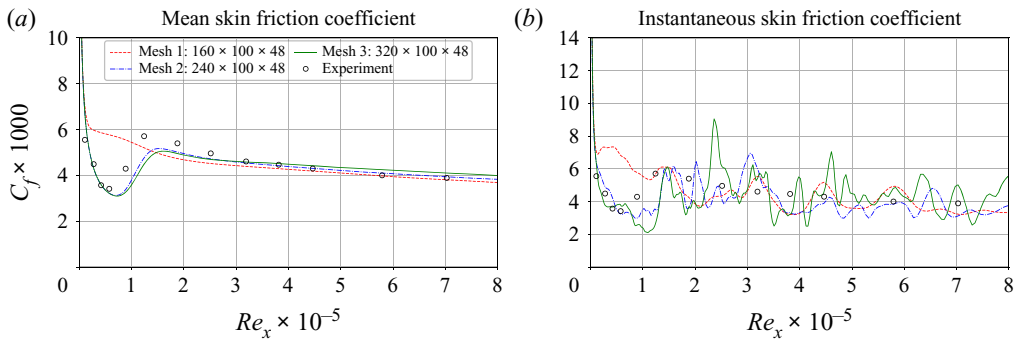 (a) Mean skin friction coefficient
10
8
6
4
2
0
C_f × 1000
Mesh 1: 160 × 100 × 48
Mesh 2: 240 × 100 × 48
Mesh 3: 320 × 100 × 48
Experiment
1 2 3 4 5 6 7 8
Re_x × 10^–5
(b) Instantaneous skin friction coefficient
14
12
10
8
6
4
2
0
1 2 3 4 5 6 7 8
Re_x × 10^–5